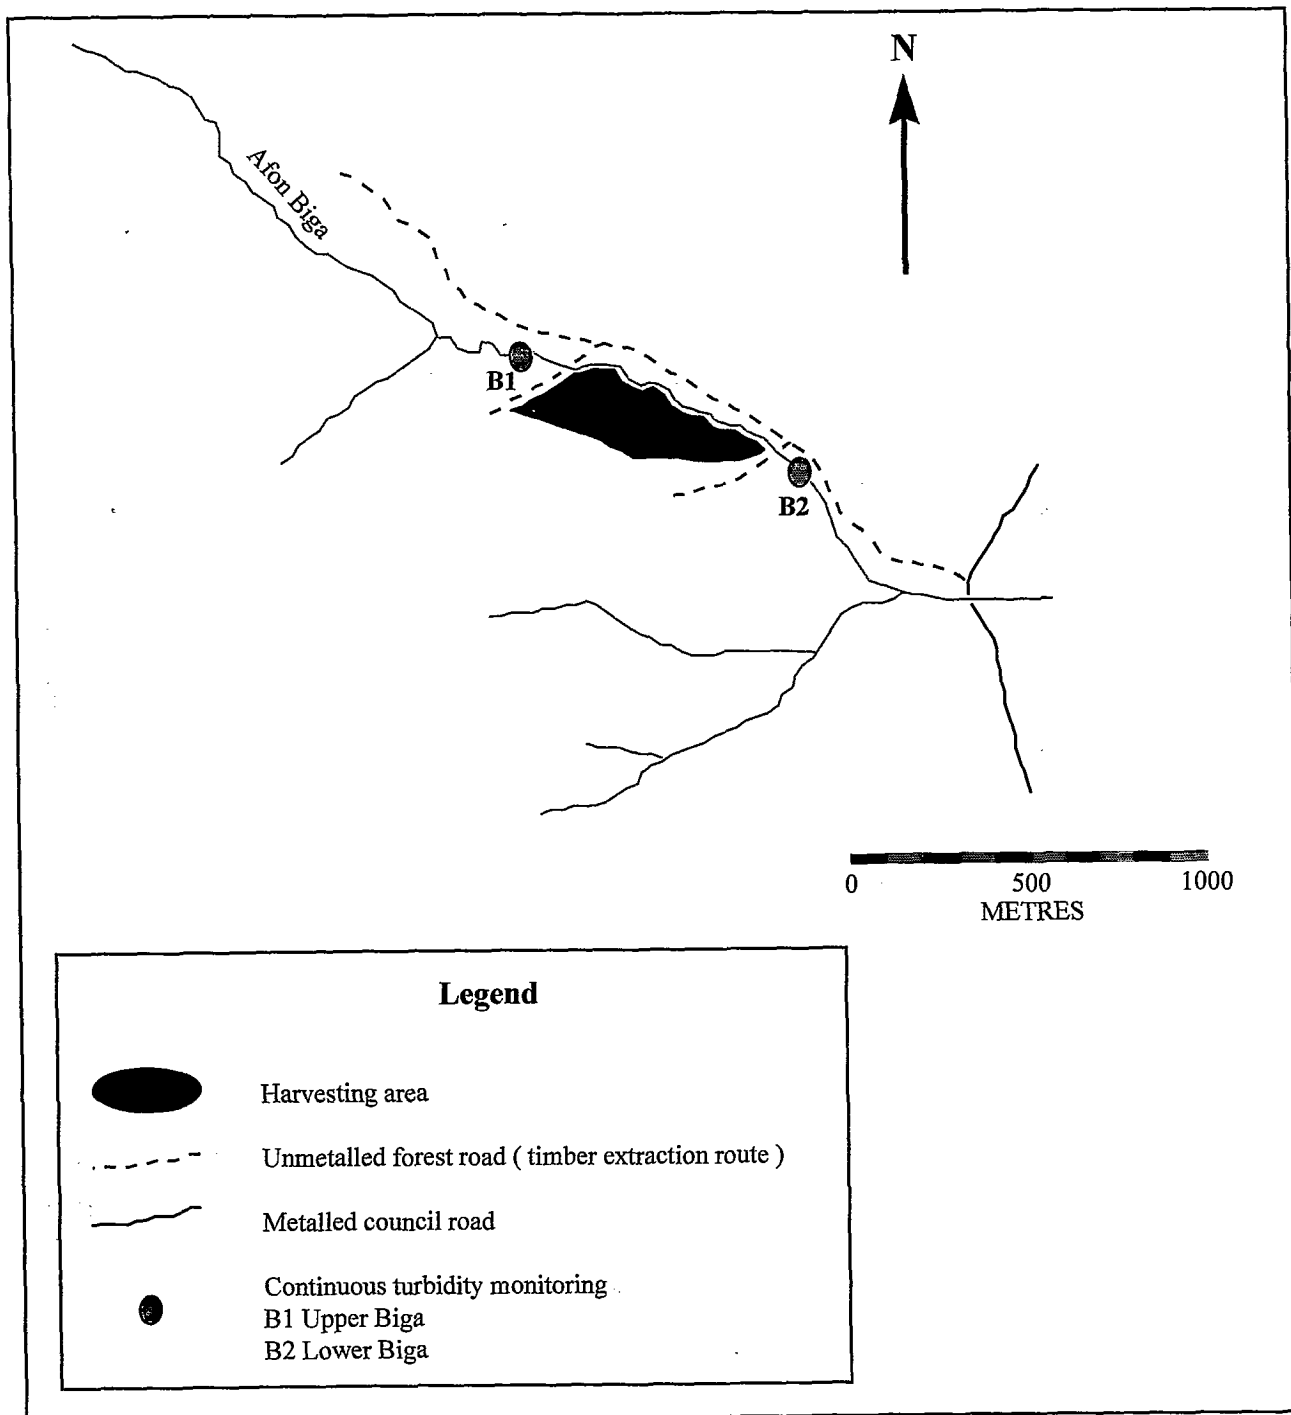 N
Afon Biga
B1
B2
0 500 1000
METRES
Legend
Harvesting area
Unmetalled forest road ( timber extraction route )
Metalled council road
Continuous turbidity monitoring
B1 Upper Biga
B2 Lower Biga